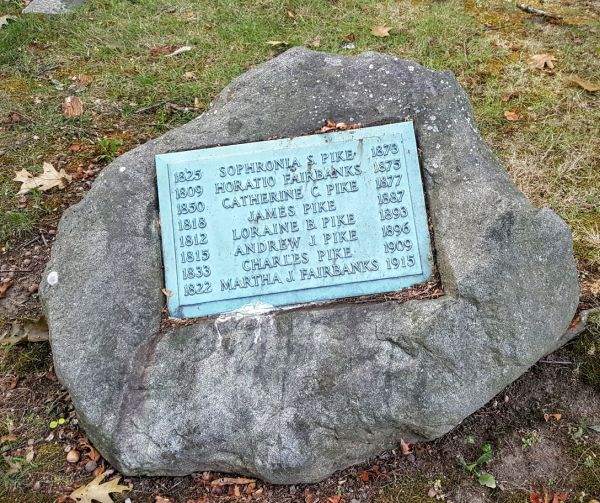 1825 SOPHRONIA S. PIKE 1873
1809 HORATIO FAIRBANKS 1875
1850 CATHERINE C. PIKE 1877
1818 JAMES PIKE 1887
1812 LORAINE B. PIKE 1893
1815 ANDREW J. PIKE 1896
1833 CHARLES PIKE 1909
1822 MARTHA J. FAIRBANKS 1915